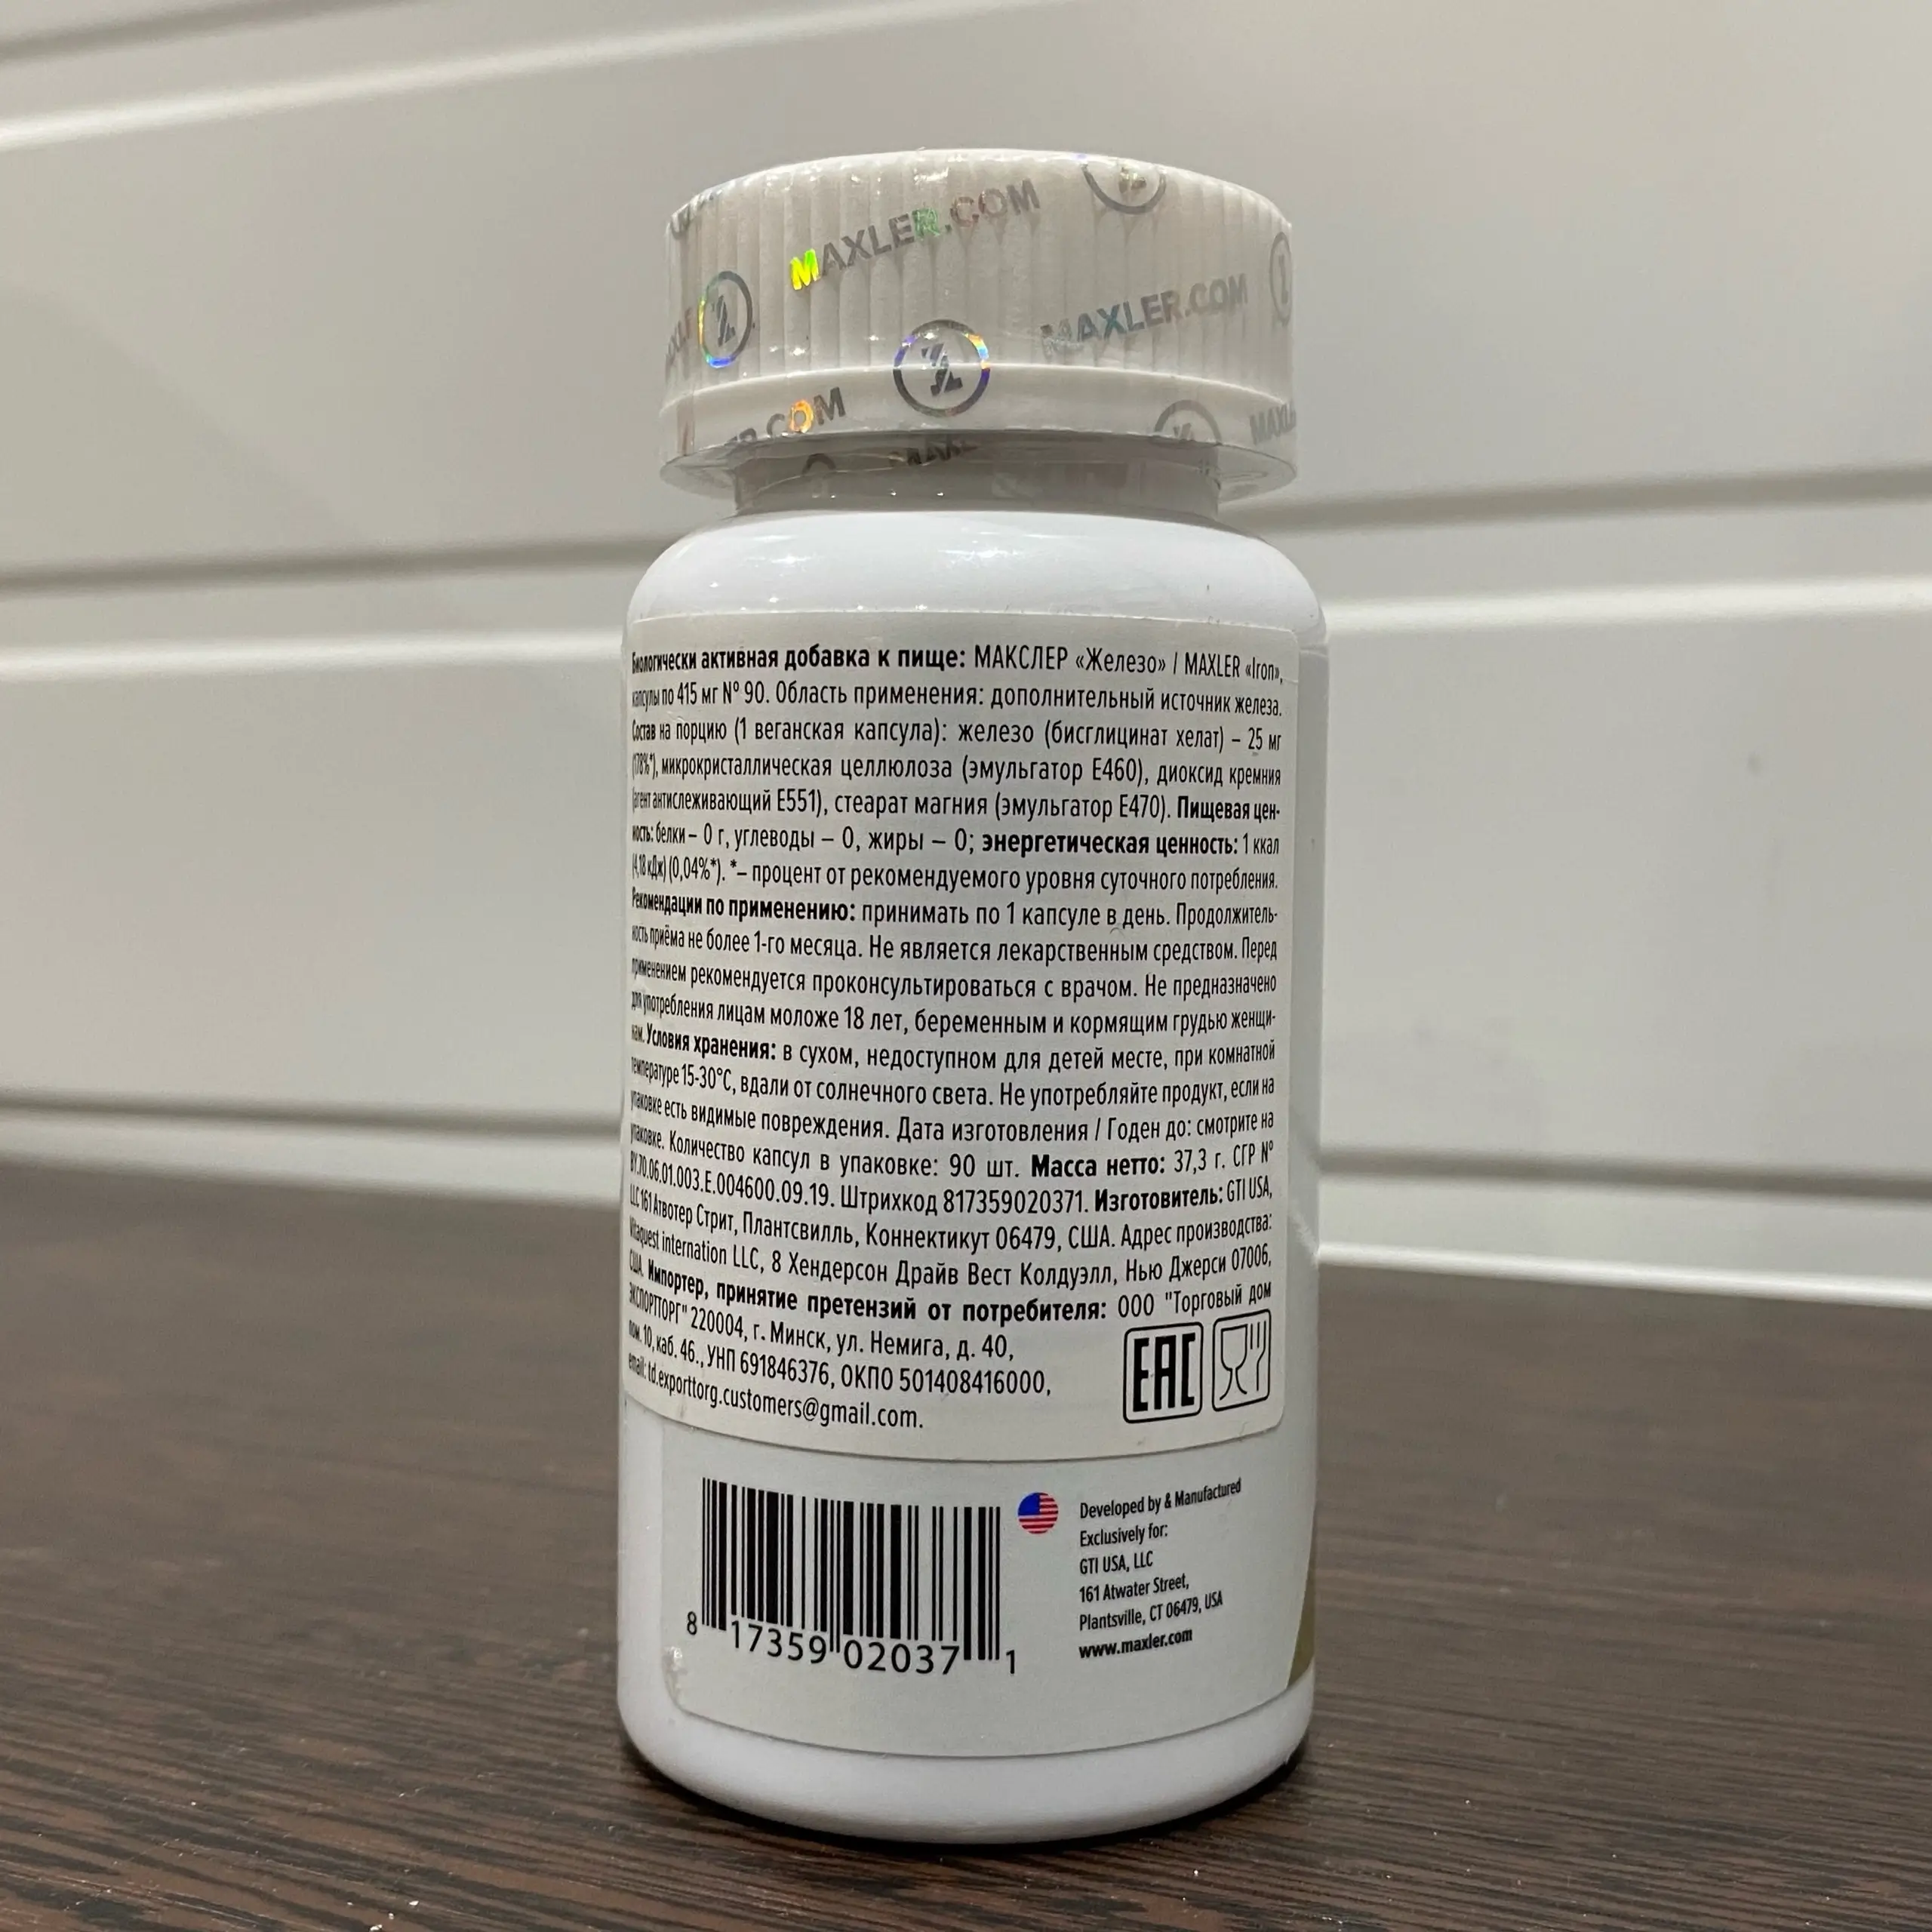 MAXLER.COM
MAXLER.COM
MAXLER
ER.COM
MAXL
MAXL
Биологически активная добавка к пище: МАКСЛЕР «Железо» / MAXLER «Iron»,
капсулы по 415 мг № 90. Область применения: дополнительный источник железа.
Состав на порцию (1 веганская капсула): железо (бисглицинат хелат) – 25 мг
(178%*), микрокристаллическая целлюлоза (эмульгатор Е460), диоксид кремния
(агент антислеживающий Е551), стеарат магния (эмульгатор Е470). Пищевая цен-
ность: белки – 0 г, углеводы – 0, жиры – 0; энергетическая ценность: 1 ккал
(4,18 кДж) (0,04%*). *– процент от рекомендуемого уровня суточного потребления.
Рекомендации по применению: принимать по 1 капсуле в день. Продолжитель-
ность приёма не более 1-го месяца. Не является лекарственным средством. Перед
применением рекомендуется проконсультироваться с врачом. Не предназначено
для употребления лицам моложе 18 лет, беременным и кормящим грудью женщи-
нам. Условия хранения: в сухом, недоступном для детей месте, при комнатной
температуре 15-30°C, вдали от солнечного света. Не употребляйте продукт, если на
упаковке есть видимые повреждения. Дата изготовления / Годен до: смотрите на
упаковке. Количество капсул в упаковке: 90 шт. Масса нетто: 37,3 г. СГР №
BY.70.06.01.003.E.004600.09.19. Штрихкод 817359020371. Изготовитель: GTI USA,
LLC 161 Атвотер Стрит, Плантсвилль, Коннектикут 06479, США. Адрес производства:
Vitaquest internation LLC, 8 Хендерсон Драйв Вест Колдуэлл, Нью Джерси 07006,
США. Импортер, принятие претензий от потребителя: ООО "Торговый дом
ЭКСПОРТТОРГ" 220004, г. Минск, ул. Немига, д. 40,
пом. 10, каб. 46., УНП 691846376, ОКПО 501408416000,
email: td.exporttorg.customers@gmail.com.
EAC
8 17359 02037 1
Developed by & Manufactured
Exclusively for:
GTI USA, LLC
161 Atwater Street,
Plantsville, CT 06479, USA
www.maxler.com